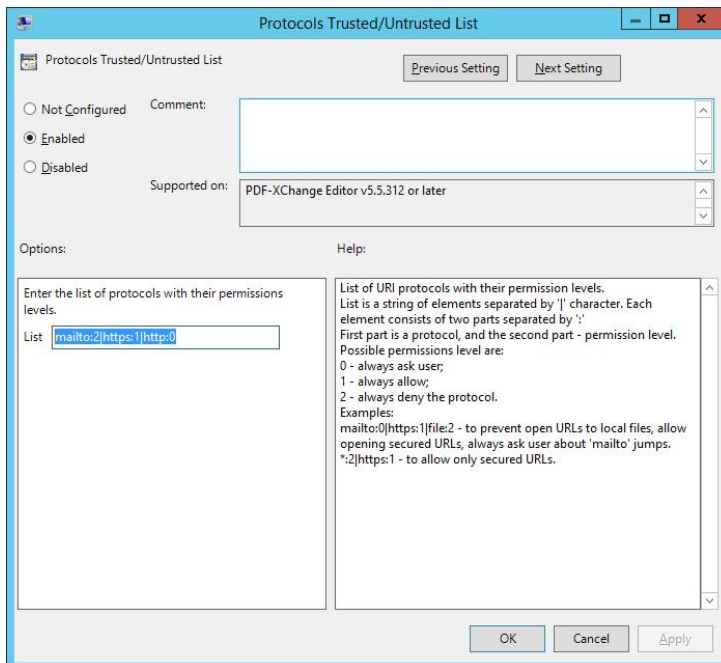 Protocols Trusted/Untrusted List
x
Protocols Trusted/Untrusted List
Previous Setting
Next Setting
Not Configured
Comment:
Enabled
Disabled
Supported on:
PDF-XChange Editor v5.5.312 or later
Options:
Help:
Enter the list of protocols with their permissions
levels.
List
mailto:2|https:1|http:0
List of URI protocols with their permission levels.
List is a string of elements separated by '|' character. Each
element consists of two parts separated by ':'
First part is a protocol, and the second part - permission level.
Possible permissions level are:
0 - always ask user;
1 - always allow;
2 - always deny the protocol.
Examples:
mailto:0|https:1|file:2 - to prevent open URLs to local files, allow
opening secured URLs, always ask user about 'mailto' jumps.
*:2|https:1 - to allow only secured URLs.
OK
Cancel
Apply